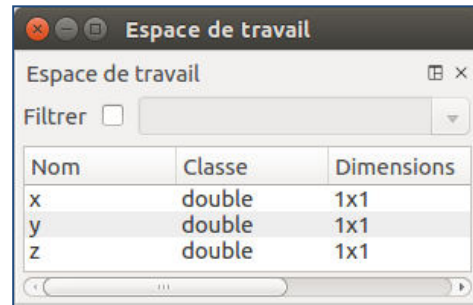 Espace de travail
Espace de travail
Filtrer
Nom Classe Dimensions
x double 1x1
y double 1x1
z double 1x1